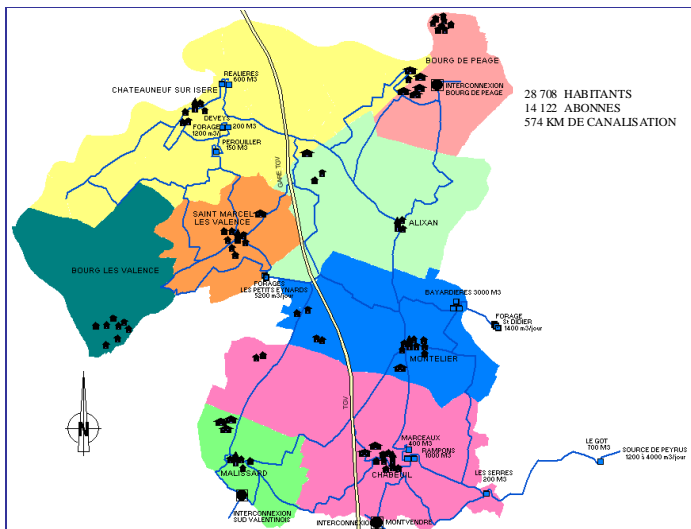 BOURG DE PEAGE
INTERCONNEXION
BOURG DE PEAGE
28 708 HABITANTS
14 122 ABONNES
574 KM DE CANALISATION
REALIERES
600 M3
CHATEAUNEUF SUR ISERE
DEVEYS
FORAGE
1200 m3/j
200 M3
PEROUILLER
150 M3
GARE TGV
SAINT MARCEL
LES VALENCE
ALIXAN
BOURG LES VALENCE
FORAGES
LES PETITS EYNARDS
5200 m3/jour
BAYARDIERES 3000 M3
FORAGE
St DIDIER
1400 m3/jour
MONTELIER
TGV
N
MARCEAUX
400 M3
RAMPONS
1000 M3
CHABEUIL
MALISSARD
LE GOT
700 M3
SOURCE DE PEYRUS
1200 à 4000 m3/jour
LES SERRES
200 M3
INTERCONNEXION
SUD VALENTINOIS
INTERCONNEXION MONTVENDRE